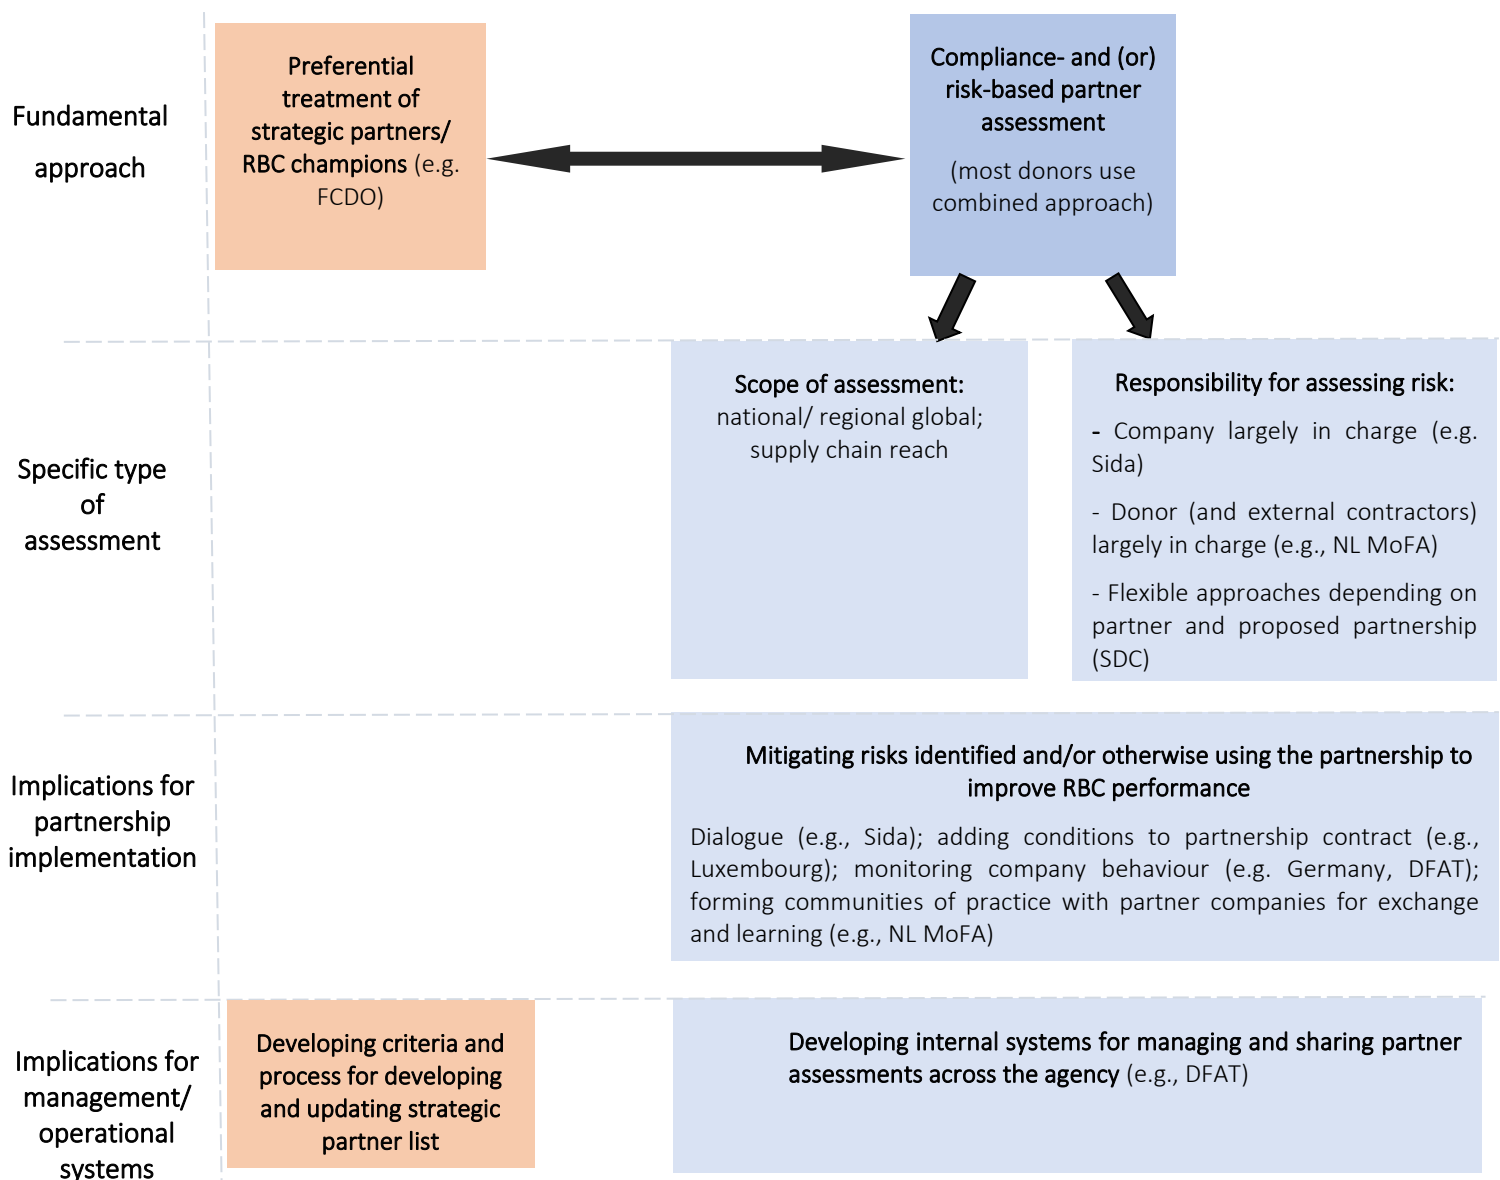 Fundamental
approach
Preferential
treatment of
strategic partners/
RBC champions (e.g.
FCDO)
Compliance- and (or)
risk-based partner
assessment
(most donors use
combined approach)
Specific type
of
assessment
Scope of assessment:
national/ regional global;
supply chain reach
Responsibility for assessing risk:
- Company largely in charge (e.g.
Sida)
- Donor (and external contractors)
largely in charge (e.g., NL MoFA)
- Flexible approaches depending on
partner and proposed partnership
(SDC)
Implications for
partnership
implementation
Mitigating risks identified and/or otherwise using the partnership to
improve RBC performance
Dialogue (e.g., Sida); adding conditions to partnership contract (e.g.,
Luxembourg); monitoring company behaviour (e.g. Germany, DFAT);
forming communities of practice with partner companies for exchange
and learning (e.g., NL MoFA)
Implications for
management/
operational
systems
Developing criteria and
process for developing
and updating strategic
partner list
Developing internal systems for managing and sharing partner
assessments across the agency (e.g., DFAT)